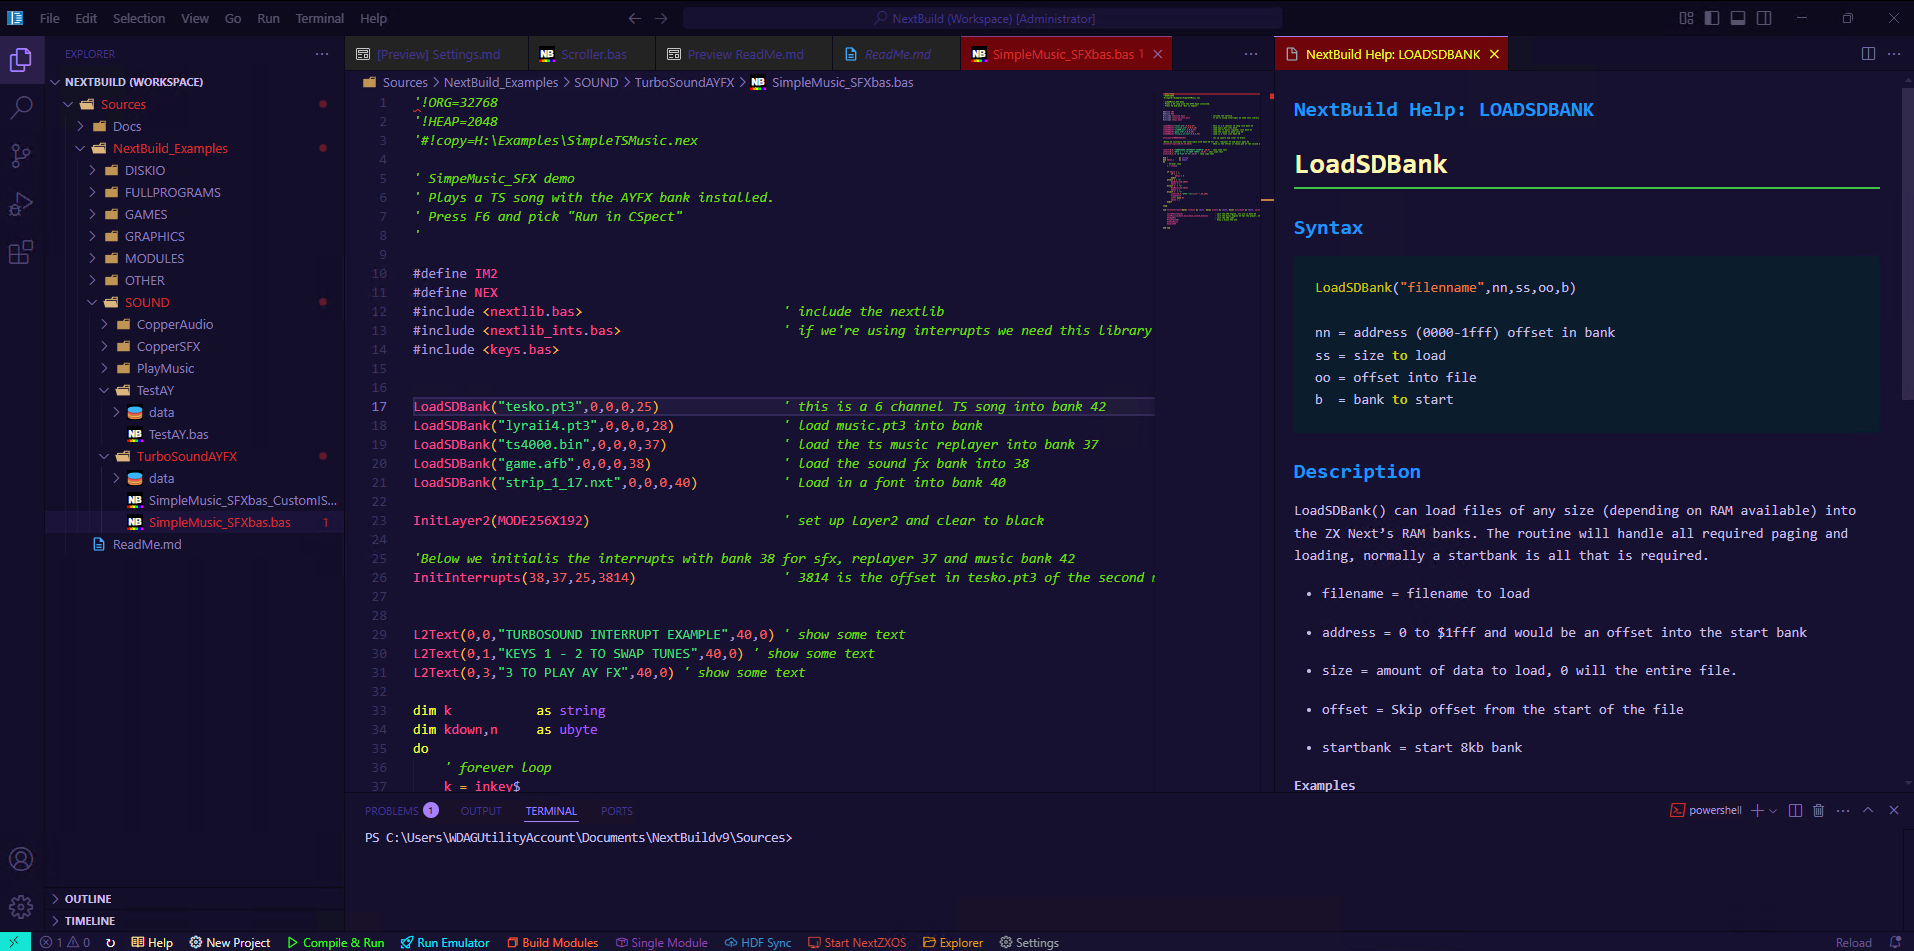 File Edit Selection View Go Run Terminal Help
NextBuild (Workspace) [Administrator]
EXPLORER
NEXTBUILD (WORKSPACE)
Sources
Docs
NextBuild_Examples
DISKIO
FULLPROGRAMS
GAMES
GRAPHICS
MODULES
OTHER
SOUND
CopperAudio
CopperSFX
PlayMusic
TestAY
data
TestAY.bas
TurboSoundAYFX
data
SimpleMusic_SFXbas_CustomIS...
SimpleMusic_SFXbas.bas 1
ReadMe.md
OUTLINE
TIMELINE
[Preview] Settings.md
Scroller.bas
Preview ReadMe.md
ReadMe.md
SimpleMusic_SFXbas.bas 1
Sources > NextBuild_Examples > SOUND > TurboSoundAYFX > SimpleMusic_SFXbas.bas
1 '!ORG=32768
2 '!HEAP=2048
3 '#!copy=H:\Examples\SimpleTSMusic.nex
4
5 ' SimpeMusic_SFX demo
6 ' Plays a TS song with the AYFX bank installed.
7 ' Press F6 and pick "Run in CSpect"
8 '
9
10 #define IM2
11 #define NEX
12 #include <nextlib.bas> ' include the nextlib
13 #include <nextlib_ints.bas> ' if we're using interrupts we need this library
14 #include <keys.bas>
15
16
17 LoadSDBank("tesko.pt3",0,0,0,25) ' this is a 6 channel TS song into bank 42
18 LoadSDBank("lyraii4.pt3",0,0,0,28) ' load music.pt3 into bank
19 LoadSDBank("ts4000.bin",0,0,0,37) ' load the ts music replayer into bank 37
20 LoadSDBank("game.afb",0,0,0,38) ' load the sound fx bank into 38
21 LoadSDBank("strip_1_17.nxt",0,0,0,40) ' Load in a font into bank 40
22
23 InitLayer2(MODE256X192) ' set up Layer2 and clear to black
24
25 'Below we initialis the interrupts with bank 38 for sfx, replayer 37 and music bank 42
26 InitInterrupts(38,37,25,3814) ' 3814 is the offset in tesko.pt3 of the second
27
28
29 L2Text(0,0,"TURBOSOUND INTERRUPT EXAMPLE",40,0) ' show some text
30 L2Text(0,1,"KEYS 1 - 2 TO SWAP TUNES",40,0) ' show some text
31 L2Text(0,3,"3 TO PLAY AY FX",40,0) ' show some text
32
33 dim k as string
34 dim kdown,n as ubyte
35 do
36 ' forever loop
37 k = inkey$
NextBuild Help: LOADSDBANK
NextBuild Help: LOADSDBANK
LoadSDBank
Syntax
LoadSDBank("filenname",nn,ss,oo,b)
nn = address (0000-1fff) offset in bank
ss = size to load
oo = offset into file
b = bank to start
Description
LoadSDBank() can load files of any size (depending on RAM available) into
the ZX Next’s RAM banks. The routine will handle all required paging and
loading, normally a startbank is all that is required.
• filename = filename to load
• address = 0 to $1fff and would be an offset into the start bank
• size = amount of data to load, 0 will the entire file.
• offset = Skip offset from the start of the file
• startbank = start 8kb bank
Examples
PROBLEMS 1 OUTPUT TERMINAL PORTS
powershell
PS C:\Users\WDAGUtilityAccount\Documents\NextBuildv9\Sources>
1 0 Help New Project Compile & Run Run Emulator Build Modules Single Module HDF Sync Start NextZXOS Explorer Settings Reload